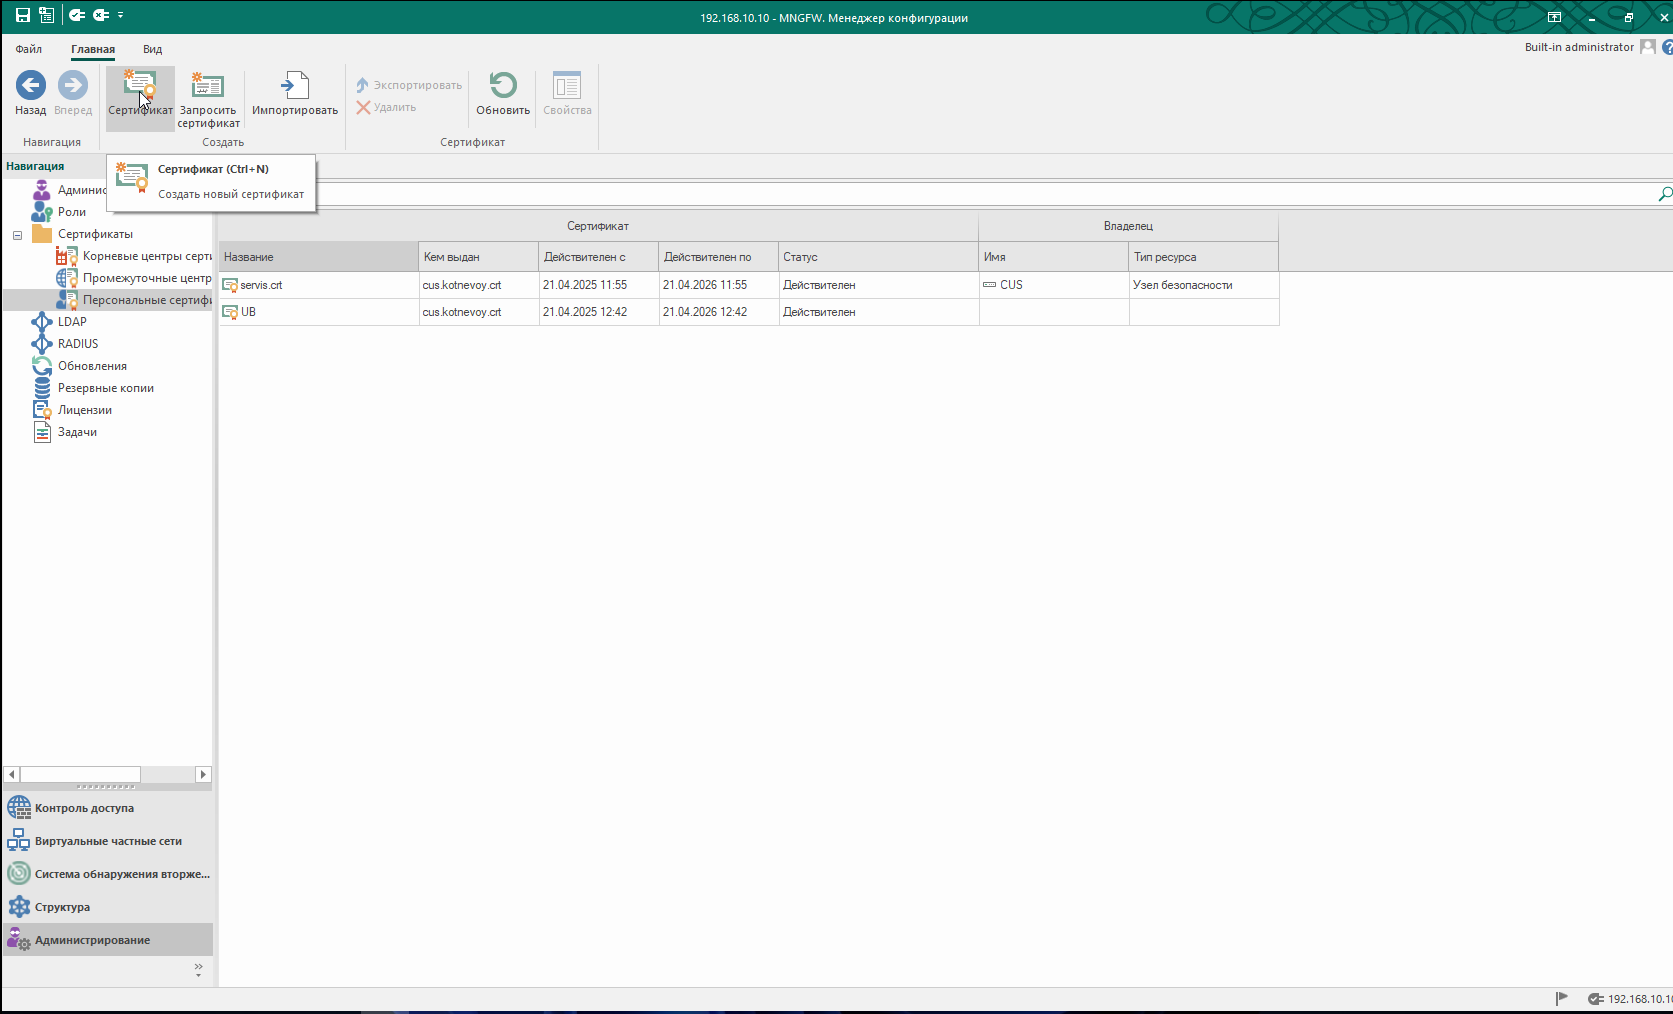 192.168.10.10 - MNGFW. Менеджер конфигурации
Файл Главная Вид
Built-in administrator
Назад Вперед
Сертификат
Запросить сертификат
Импортировать
Экспортировать
Удалить
Обновить
Свойства
Навигация Создать Сертификат
Навигация
Сертификат (Ctrl+N)
Создать новый сертификат
Админис
Роли
Сертификаты
Корневые центры серти
Промежуточные центр
Персональные сертифи
LDAP
RADIUS
Обновления
Резервные копии
Лицензии
Задачи
Сертификат Владелец
Название Кем выдан Действителен с Действителен по Статус Имя Тип ресурса
servis.crt cus.kotnevoy.crt 21.04.2025 11:55 21.04.2026 11:55 Действителен CUS Узел безопасности
UB cus.kotnevoy.crt 21.04.2025 12:42 21.04.2026 12:42 Действителен
Контроль доступа
Виртуальные частные сети
Система обнаружения вторже...
Структура
Администрирование
192.168.10.10